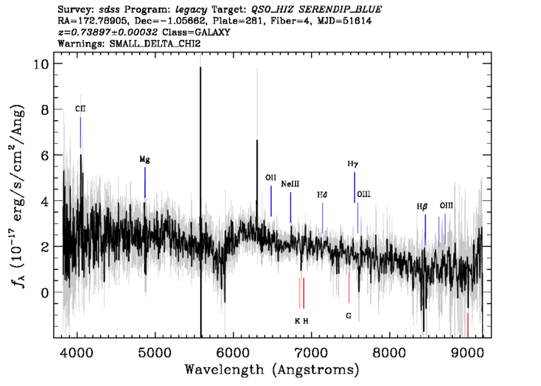 Survey: sdss Program: legacy Target: QSO_HIZ SERENDIP_BLUE
RA=172.78905, Dec=-1.05662, Plate=281, Fiber=4, MJD=51614
z=0.73897±0.00032 Class=GALAXY
Warnings: SMALL_DELTA_CHI2
10
8
6
4
2
0
CII
Mg
OII
NeIII
Hδ
Hγ
OIII
Hβ
OIII
K H
G
fλ (10⁻¹⁷ erg/s/cm²/Ang)
4000 5000 6000 7000 8000 9000
Wavelength (Angstroms)